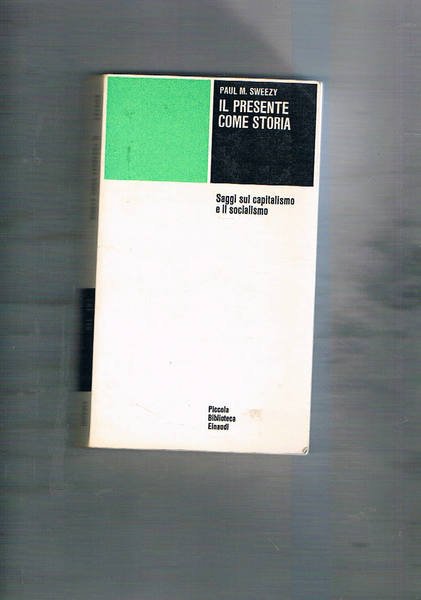 PAUL M. SWEEZY
IL PRESENTE
COME STORIA
Saggi sul capitalismo
e il socialismo
Piccola
Biblioteca
Einaudi